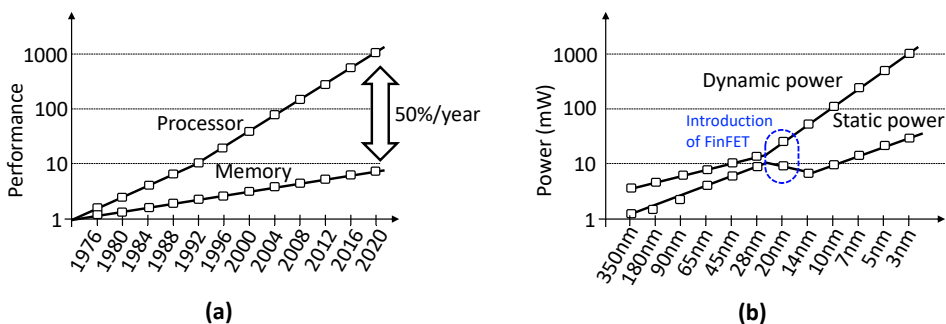 Performance
1000
100
10
1
Processor
Memory
50%/year
1976
1980
1984
1988
1992
1996
2000
2004
2008
2012
2016
2020
(a)
Power (mW)
1000
100
10
1
Dynamic power
Static power
Introduction
of FinFET
350nm
180nm
90nm
65nm
45nm
28nm
20nm
14nm
10nm
7nm
5nm
3nm
(b)